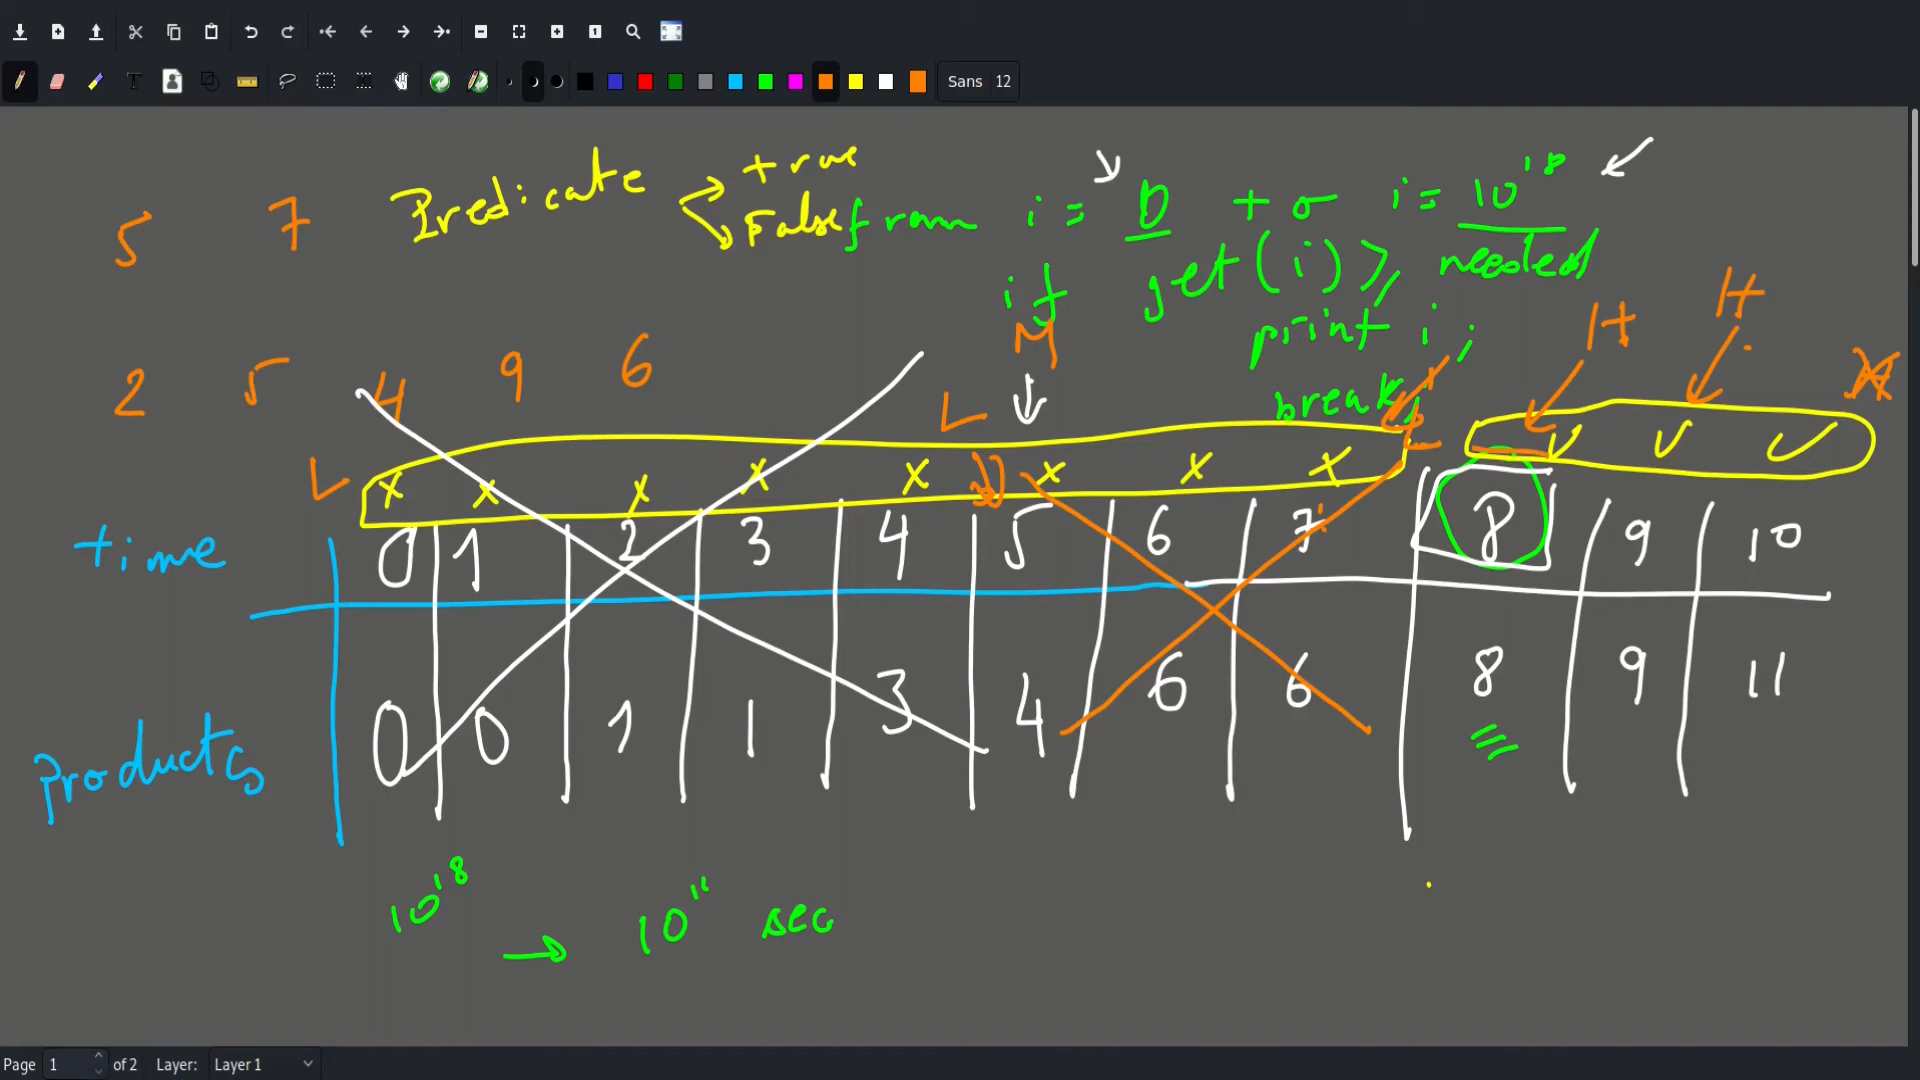 Sans 12
5 7 Predicate true
False from i = 0 to i = 10^18
if get(i) ≥ needed
print i;
break;
2 5 4 9 6 M H H
L L L
x x x x x x x x v v v
time 0 1 2 3 4 5 6 7 8 9 10
Products 0 0 1 1 3 4 6 6 8 9 11
10^18 → 10^11 sec
Page 1 of 2 Layer: Layer 1